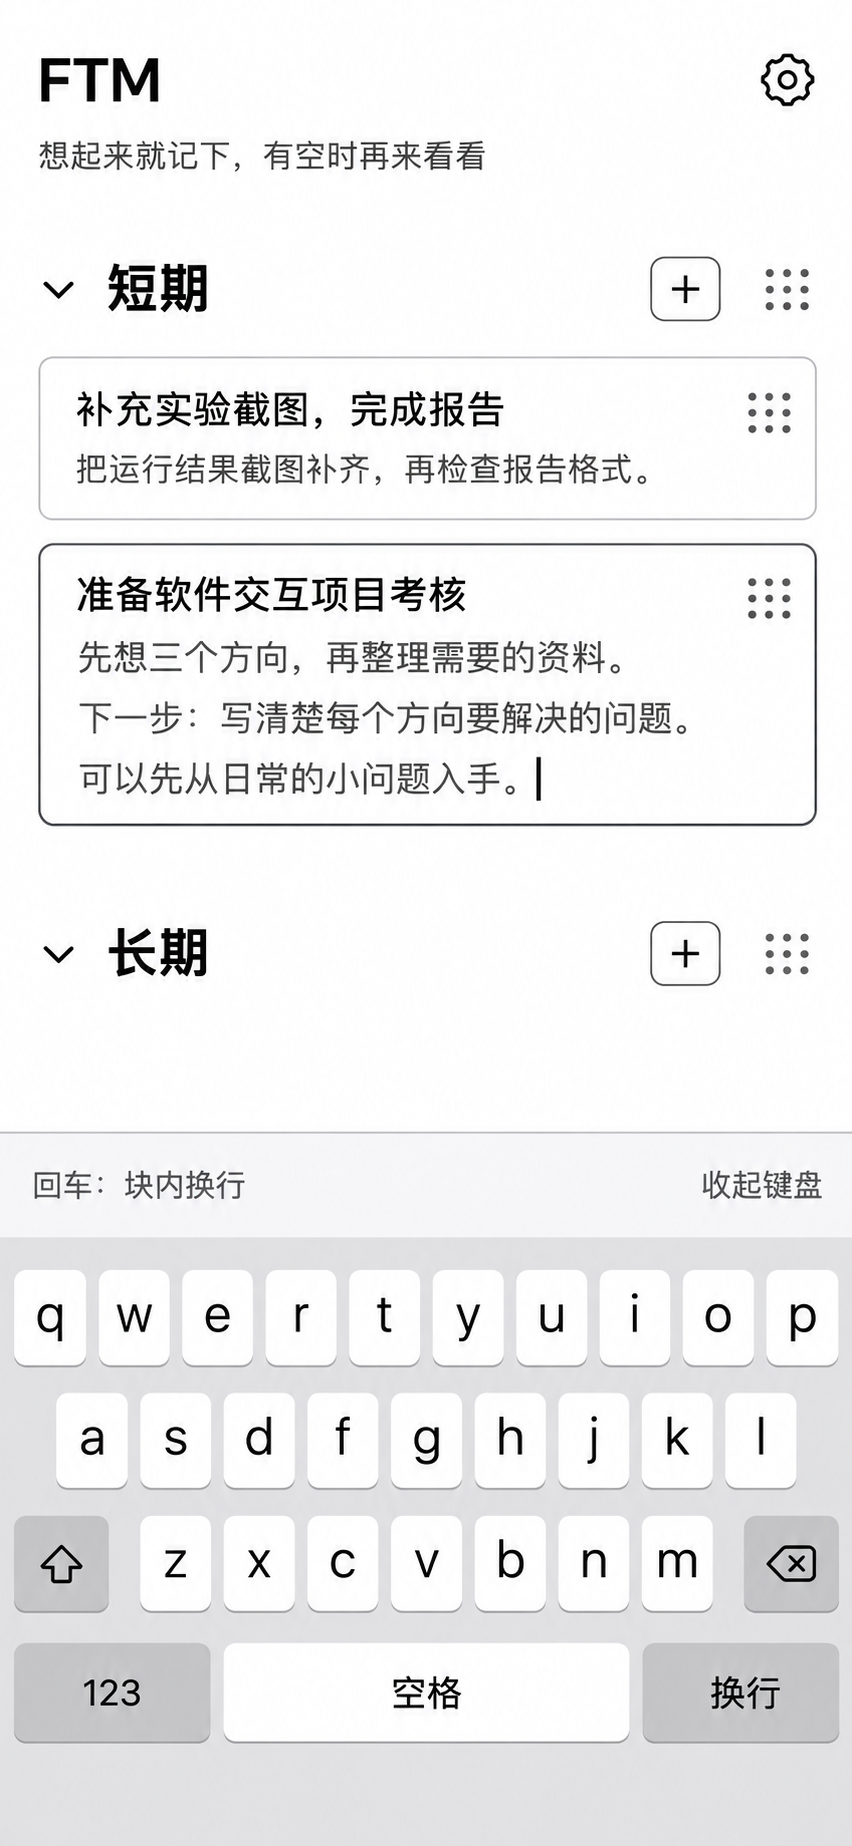 FTM
想起来就记下，有空时再来看看
短期
补充实验截图，完成报告
把运行结果截图补齐，再检查报告格式。
准备软件交互项目考核
先想三个方向，再整理需要的资料。
下一步：写清楚每个方向要解决的问题。
可以先从日常的小问题入手。
长期
回车：块内换行 收起键盘
q w e r t y u i o p
a s d f g h j k l
z x c v b n m
123 空格 换行